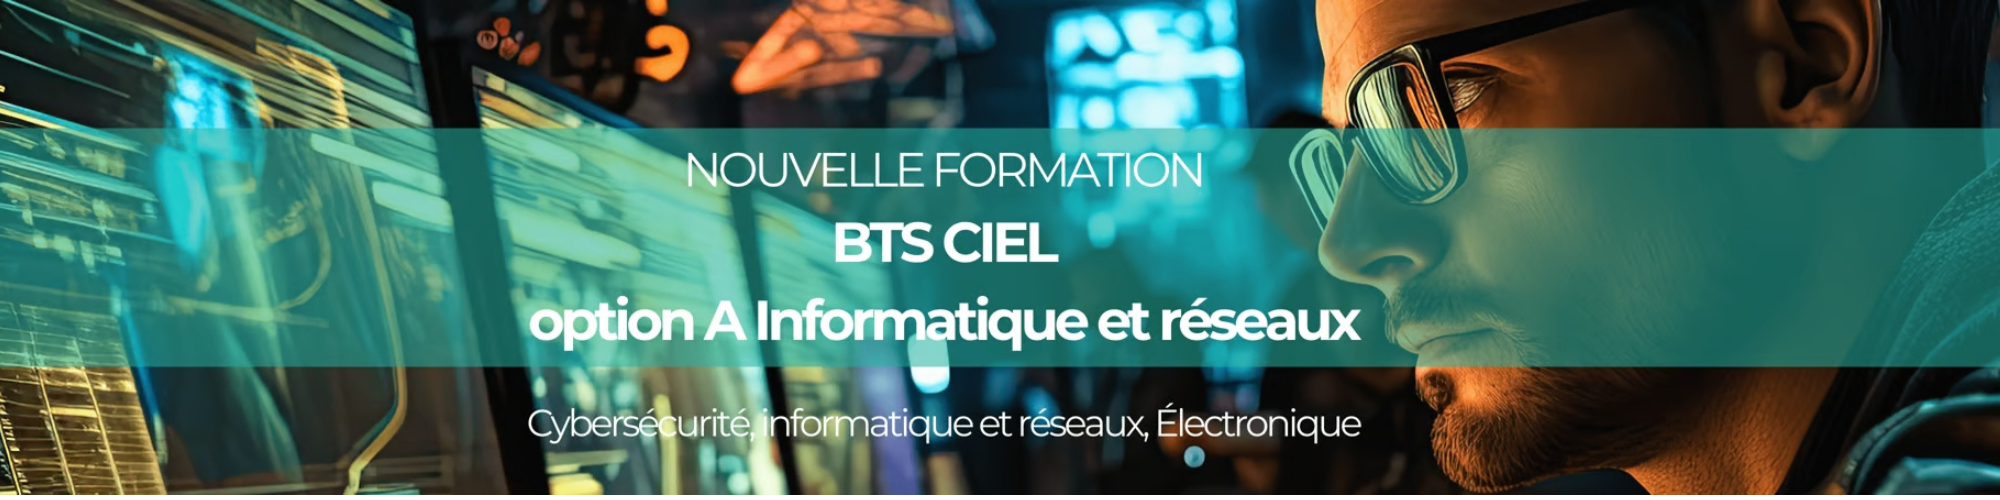 NOUVELLE FORMATION
BTS CIEL
option A Informatique et réseaux
Cybersécurité, informatique et réseaux, Électronique